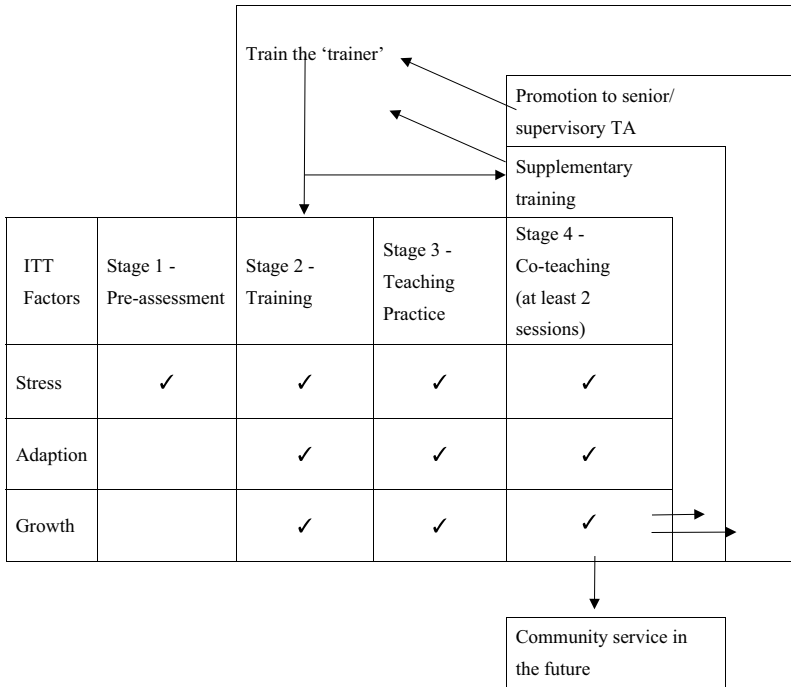 Train the ‘trainer’
Promotion to senior/
supervisory TA
Supplementary
training
ITT
Factors
Stage 1 -
Pre-assessment
Stage 2 -
Training
Stage 3 -
Teaching
Practice
Stage 4 -
Co-teaching
(at least 2
sessions)
Stress ✓ ✓ ✓ ✓
Adaption ✓ ✓ ✓
Growth ✓ ✓ ✓
Community service in
the future